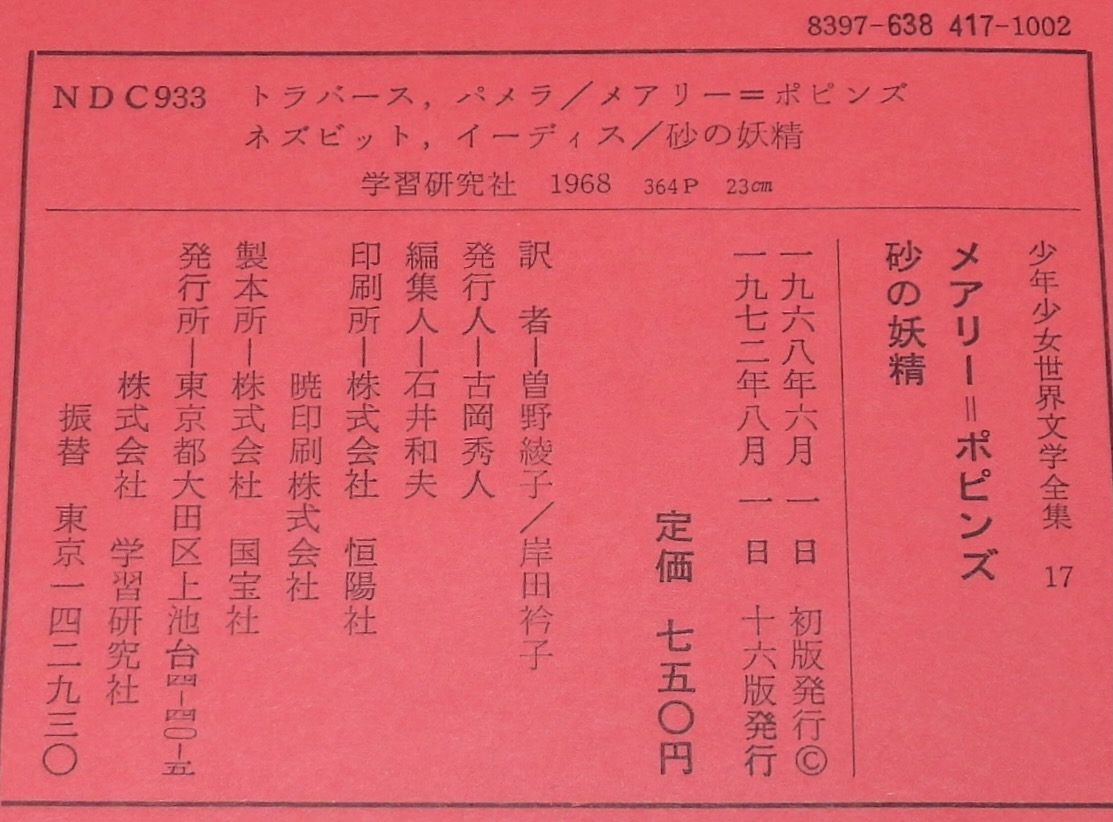 8397-638 417-1002
NDC933 トラバース, パメラ/メアリー=ポピンズ
ネズビット, イーディス/砂の妖精
学習研究社 1968 364P 23cm
少年少女世界文学全集 17
メアリー=ポピンズ
砂の妖精
一九六八年六月一日 初版発行©
一九七二年八月一日 十六版発行
定価 七五〇円
訳 者―曽野綾子/岸田衿子
発行人―古岡秀人
編集人―石井和夫
印刷所―株式会社 恒陽社
暁印刷株式会社
製本所―株式会社 国宝社
発行所―東京都大田区上池台四-四〇-五
株式会社 学習研究社
振替 東京一四二九三〇